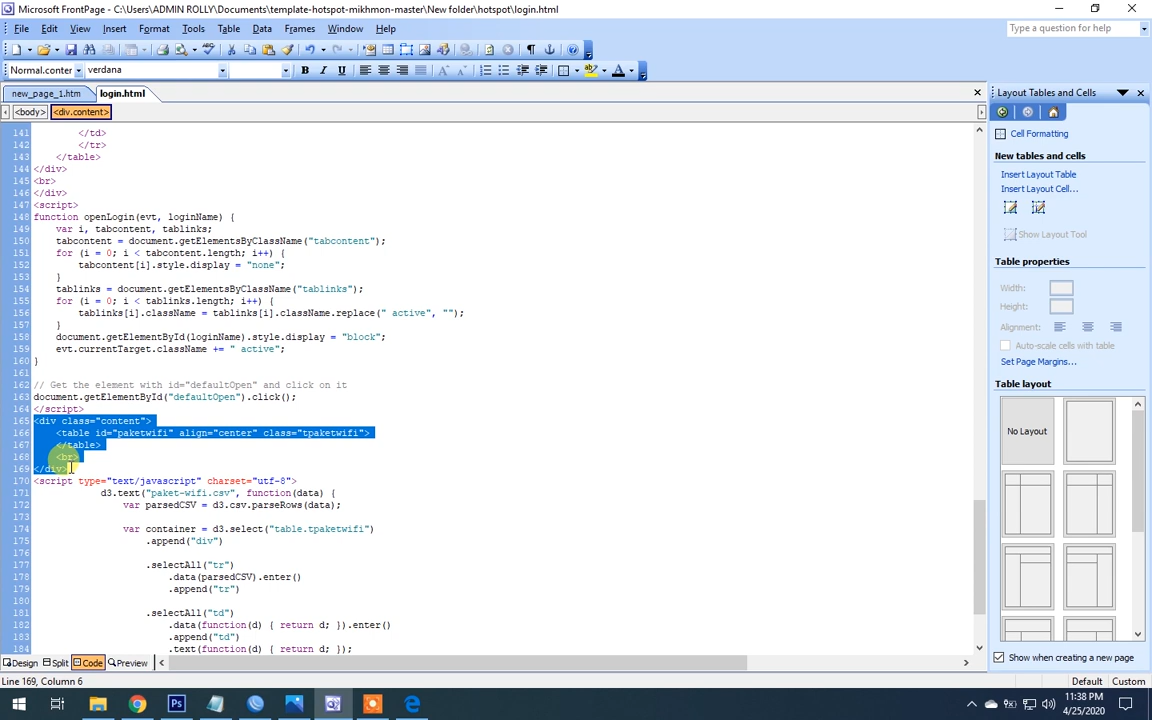 Microsoft FrontPage - C:\Users\ADMIN ROLLY\Documents\template-hotspot-mikhmon-master\New folder\hotspot\login.html
File Edit View Insert Format Tools Table Data Frames Window Help
Type a question for help
Normal.conter verdana
B I U
new_page_1.htm login.html
<body> <div.content>
141 </td>
142 </tr>
143 </table>
144 </div>
145 <br>
146 </div>
147 <script>
148 function openLogin(evt, loginName) {
149 var i, tabcontent, tablinks;
150 tabcontent = document.getElementsByClassName("tabcontent");
151 for (i = 0; i < tabcontent.length; i++) {
152 tabcontent[i].style.display = "none";
153 }
154 tablinks = document.getElementsByClassName("tablinks");
155 for (i = 0; i < tablinks.length; i++) {
156 tablinks[i].className = tablinks[i].className.replace(" active", "");
157 }
158 document.getElementById(loginName).style.display = "block";
159 evt.currentTarget.className += " active";
160 }
161
162 // Get the element with id="defaultOpen" and click on it
163 document.getElementById("defaultOpen").click();
164 </script>
165 <div class="content">
166 <table id="paketwifi" align="center" class="tpaketwifi">
167 </table>
168 <br>
169 </div>
170 <script type="text/javascript" charset="utf-8">
171 d3.text("paket-wifi.csv", function(data) {
172 var parsedCSV = d3.csv.parseRows(data);
173
174 var container = d3.select("table.tpaketwifi")
175 .append("div")
176
177 .selectAll("tr")
178 .data(parsedCSV).enter()
179 .append("tr")
180
181 .selectAll("td")
182 .data(function(d) { return d; }).enter()
183 .append("td")
184 .text(function(d) { return d; });
Design Split Code Preview
Line 169, Column 6
Default Custom
Layout Tables and Cells
Cell Formatting
New tables and cells
Insert Layout Table
Insert Layout Cell...
Show Layout Tool
Table properties
Width:
Height:
Alignment:
Auto-scale cells with table
Set Page Margins...
Table layout
No Layout
Show when creating a new page
Ps
11:38 PM
4/25/2020